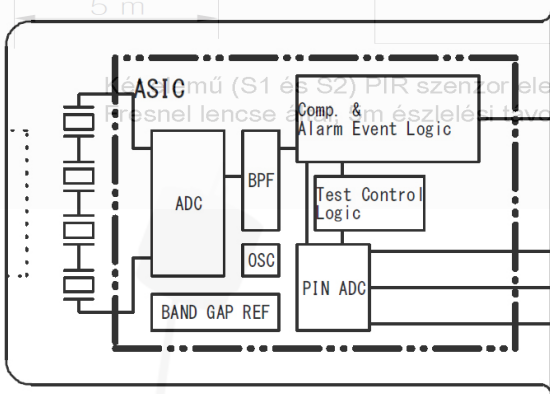 5 m
ASIC
Kételemű (S1 és S2) PIR szenzor ele
Fresnel lencse által 5m észlelési távo
Comp. &
Alarm Event Logic
BPF
Test Control
Logic
ADC
OSC
PIN ADC
BAND GAP REF